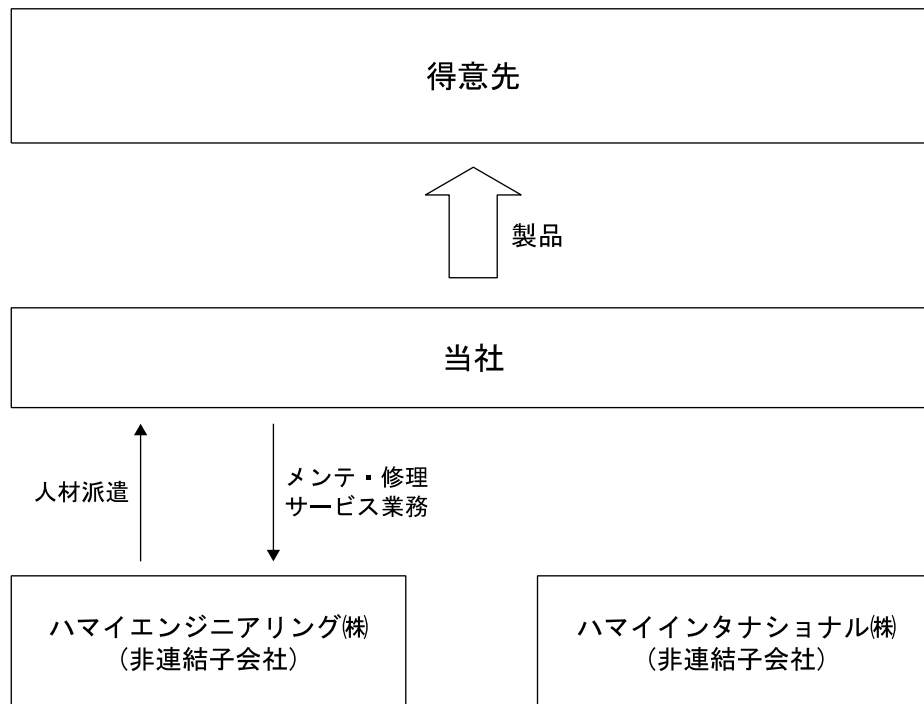 得意先
製品
当社
人材派遣
メンテ・修理
サービス業務
ハマイエンジニアリング㈱
(非連結子会社)
ハマイインタナショナル㈱
(非連結子会社)